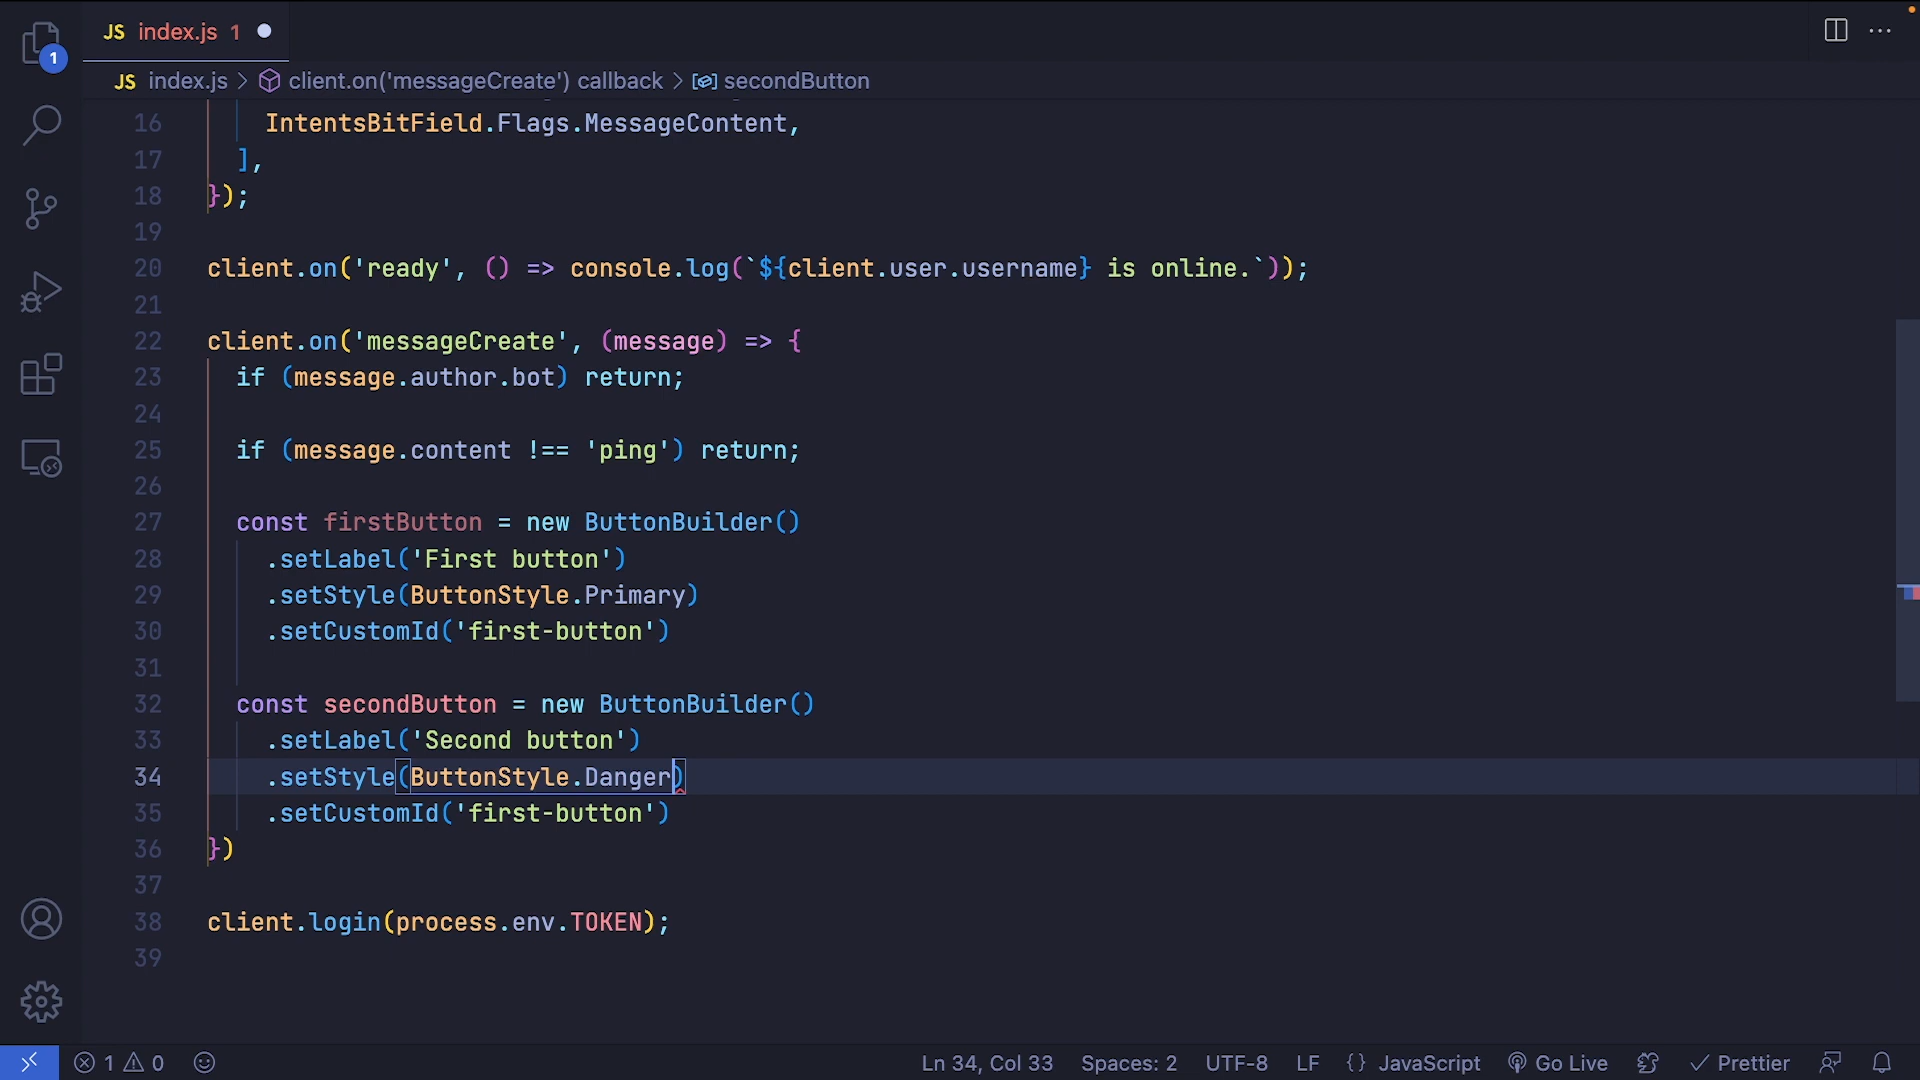 JS index.js 1
1
JS index.js > client.on('messageCreate') callback > secondButton
16 IntentsBitField.Flags.MessageContent,
17 ],
18 });
19
20 client.on('ready', () => console.log(`${client.user.username} is online.`));
21
22 client.on('messageCreate', (message) => {
23 if (message.author.bot) return;
24
25 if (message.content !== 'ping') return;
26
27 const firstButton = new ButtonBuilder()
28 .setLabel('First button')
29 .setStyle(ButtonStyle.Primary)
30 .setCustomId('first-button')
31
32 const secondButton = new ButtonBuilder()
33 .setLabel('Second button')
34 .setStyle(ButtonStyle.Danger)
35 .setCustomId('first-button')
36 })
37
38 client.login(process.env.TOKEN);
39
1 0 Ln 34, Col 33 Spaces: 2 UTF-8 LF {} JavaScript Go Live Prettier